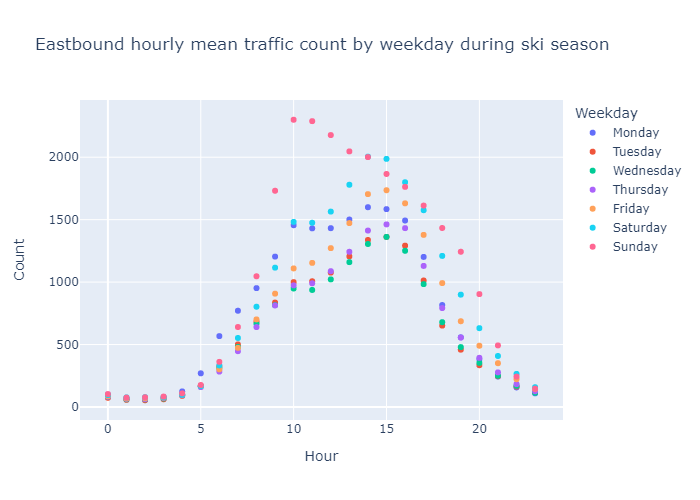 Eastbound hourly mean traffic count by weekday during ski season
Weekday
Monday
Tuesday
Wednesday
Thursday
Friday
Saturday
Sunday
2000
1500
1000
500
0
Count
0 5 10 15 20
Hour